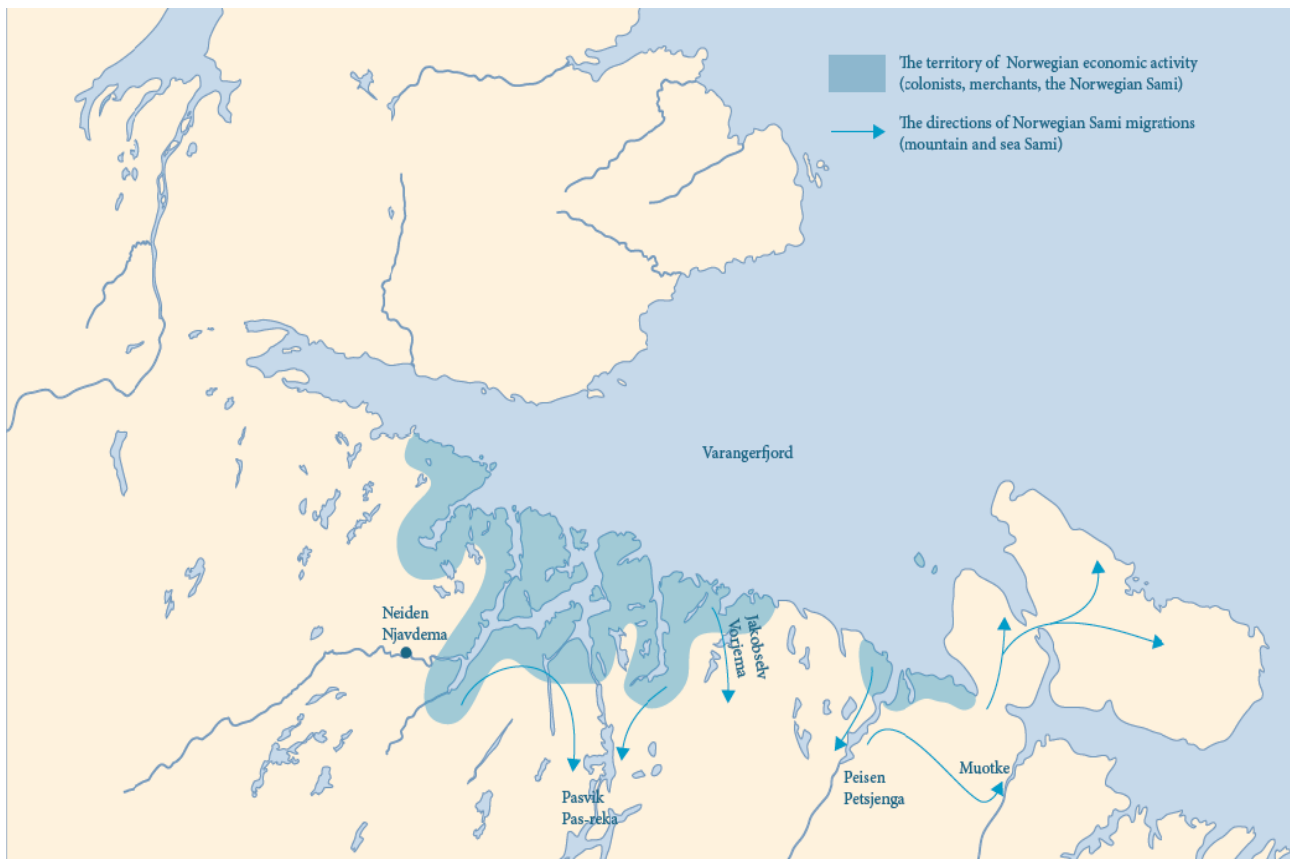 The territory of Norwegian economic activity
(colonists, merchants, the Norwegian Sami)
The directions of Norwegian Sami migrations
(mountain and sea Sami)
Varangerfjord
Neiden
Njavdema
Jakobselv
Vorjema
Peisen
Petsjenga
Muotke
Pasvik
Pas-reka